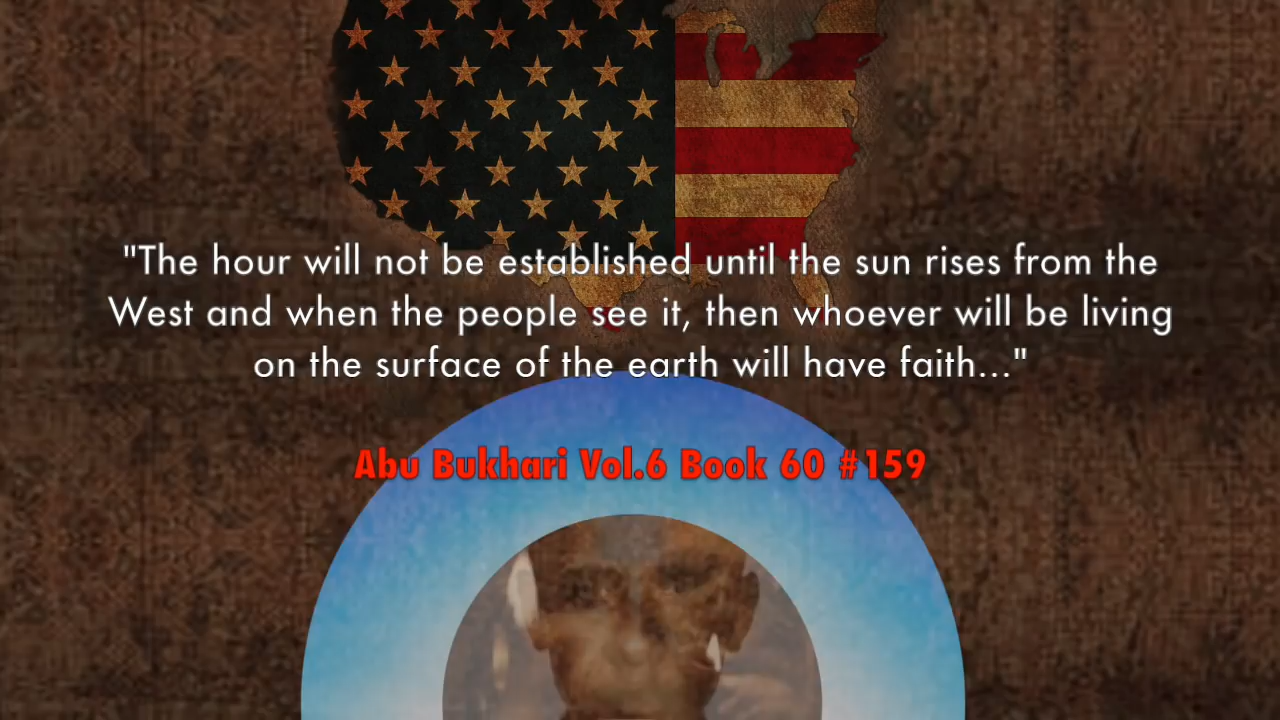 "The hour will not be established until the sun rises from the
West and when the people see it, then whoever will be living
on the surface of the earth will have faith..."
Abu Bukhari Vol.6 Book 60 #159